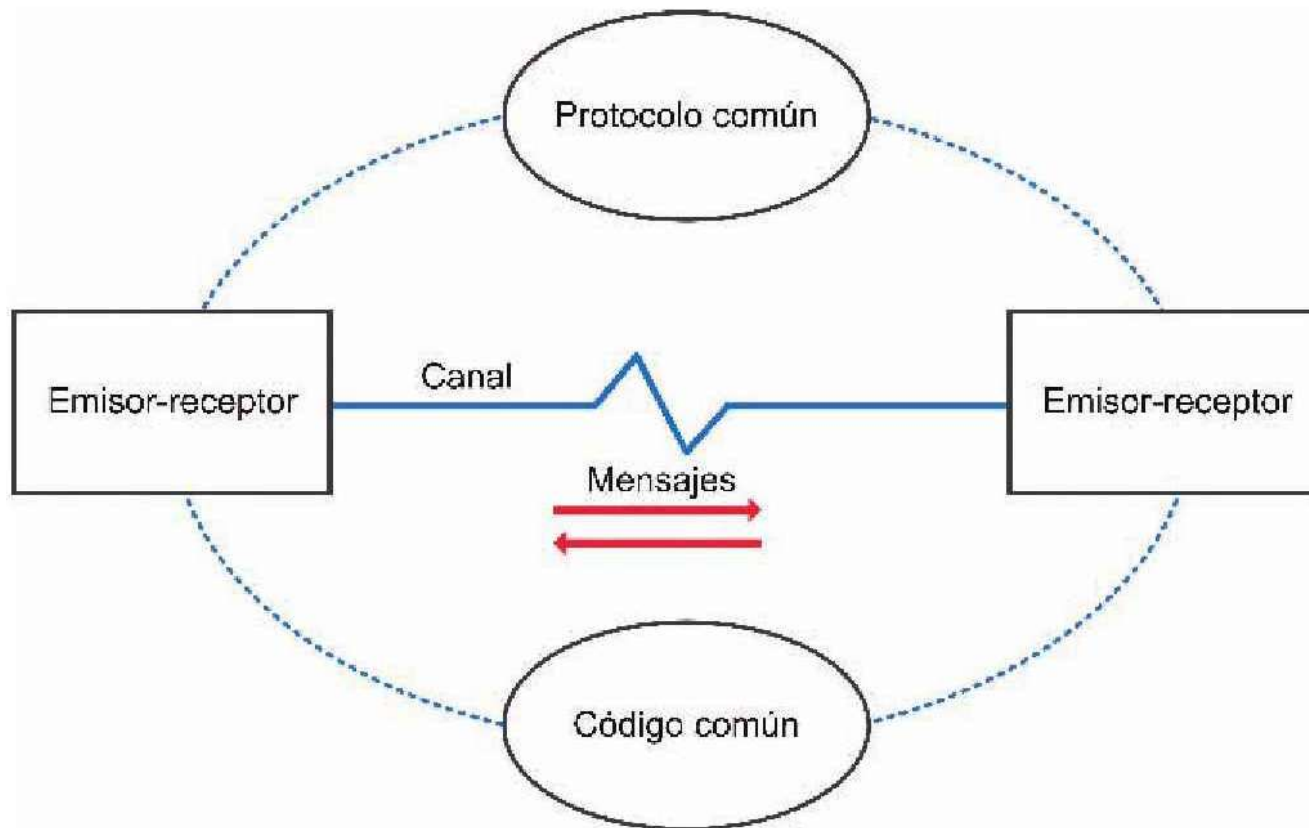 Protocolo común
Canal
Emisor-receptor
Emisor-receptor
Mensajes
Código común